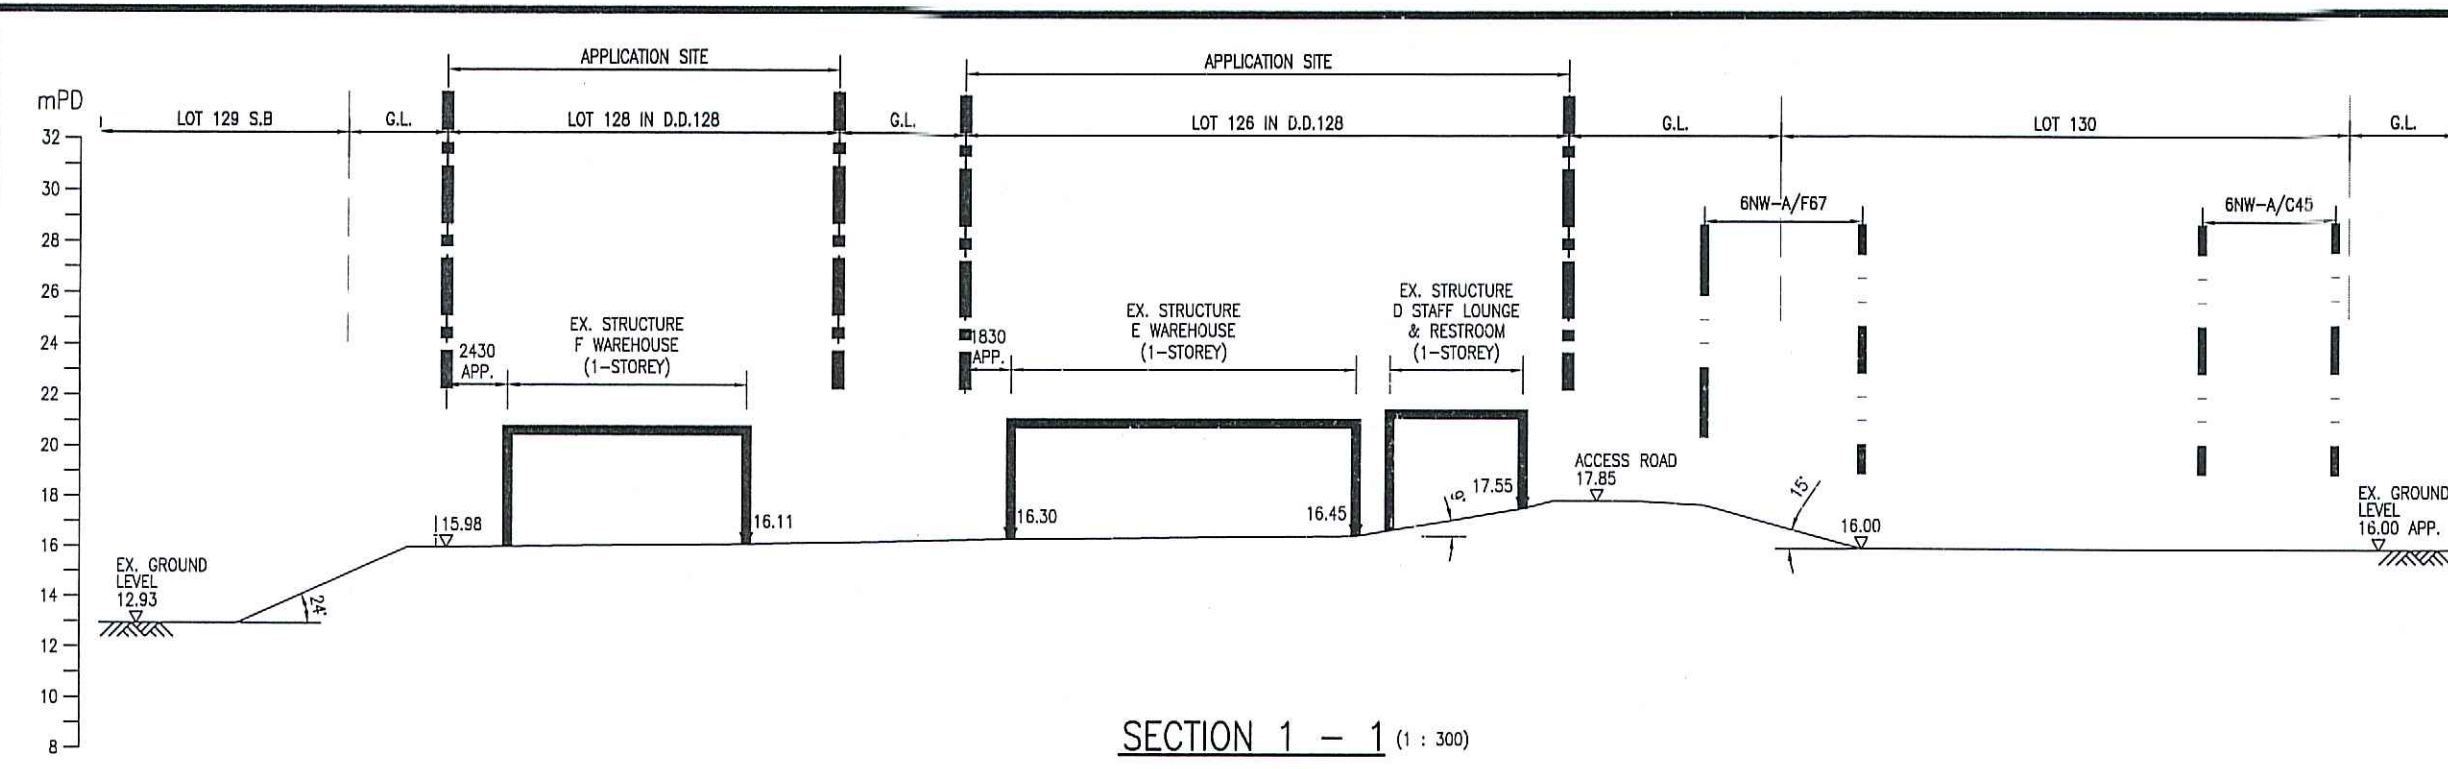 APPLICATION SITE
APPLICATION SITE
mPD
LOT 129 S.B
G.L.
LOT 128 IN D.D.128
G.L.
LOT 126 IN D.D.128
G.L.
LOT 130
G.L.
32
30
28
26
24
22
20
18
16
14
12
10
8
6NW-A/F67
6NW-A/C45
2430
APP.
EX. STRUCTURE
F WAREHOUSE
(1-STOREY)
1830
APP.
EX. STRUCTURE
E WAREHOUSE
(1-STOREY)
EX. STRUCTURE
D STAFF LOUNGE
& RESTROOM
(1-STOREY)
EX. GROUND
LEVEL
12.93
24°
15.98
16.11
16.30
16.45
17.55
ACCESS ROAD
17.85
15°
16.00
EX. GROUND
LEVEL
16.00 APP.
SECTION 1 - 1 (1 : 300)